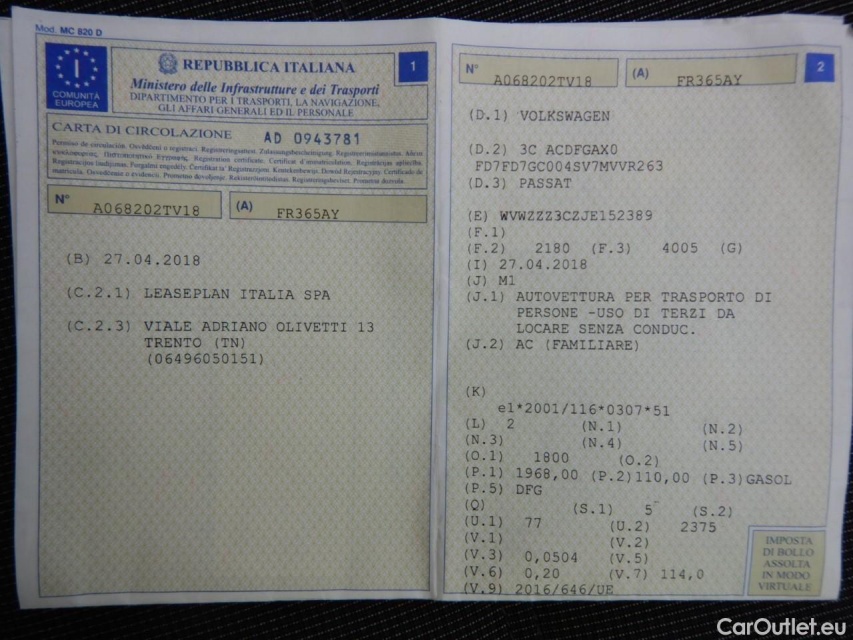 Mod. MC 820 D
I
COMUNITÀ
EUROPEA
REPUBBLICA ITALIANA
1
Ministero delle Infrastrutture e dei Trasporti
DIPARTIMENTO PER I TRASPORTI, LA NAVIGAZIONE,
GLI AFFARI GENERALI ED IL PERSONALE
CARTA DI CIRCOLAZIONE AD 0943781
N° A068202TV18 (A) FR365AY
(B) 27.04.2018
(C.2.1) LEASEPLAN ITALIA SPA
(C.2.3) VIALE ADRIANO OLIVETTI 13
TRENTO (TN)
(06496050151)
N° A068202TV18 (A) FR365AY 2
(D.1) VOLKSWAGEN
(D.2) 3C ACDFGAX0
FD7FD7GC004SV7MVVR263
(D.3) PASSAT
(E) WVWZZZ3CZJE152389
(F.1)
(F.2) 2180 (F.3) 4005 (G)
(I) 27.04.2018
(J) M1
(J.1) AUTOVETTURA PER TRASPORTO DI
PERSONE -USO DI TERZI DA
LOCARE SENZA CONDUC.
(J.2) AC (FAMILIARE)
(K)
e1*2001/116*0307*51
(L) 2 (N.1) (N.2)
(N.3) (N.4) (N.5)
(O.1) 1800 (O.2)
(P.1) 1968,00 (P.2)110,00 (P.3)GASOL
(P.5) DFG
(Q) (S.1) 5 (S.2)
(U.1) 77 (U.2) 2375
(V.1) (V.2)
(V.3) 0,0504 (V.5)
(V.6) 0,20 (V.7) 114,0
(V.9) 2016/646/UE
IMPOSTA
DI BOLLO
ASSOLTA
IN MODO
VIRTUALE
CarOutlet.eu